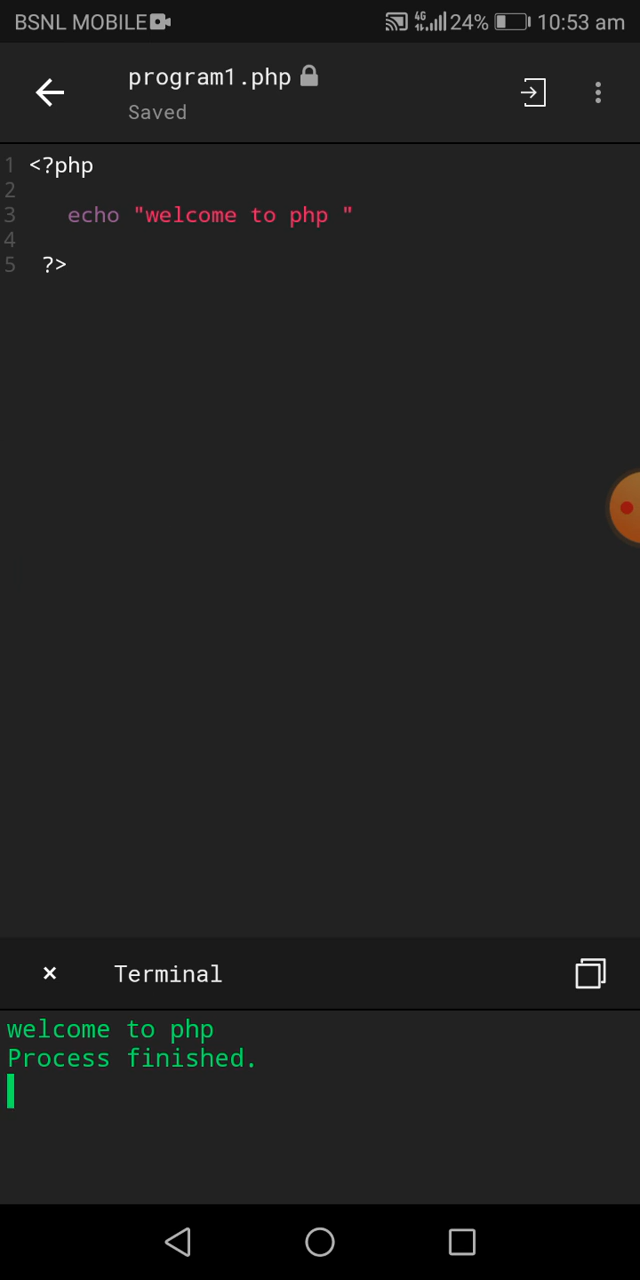 BSNL MOBILE 4G 24% 10:53 am
program1.php
Saved
1 <?php
2
3    echo "welcome to php "
4
5  ?>
× Terminal
welcome to php
Process finished.